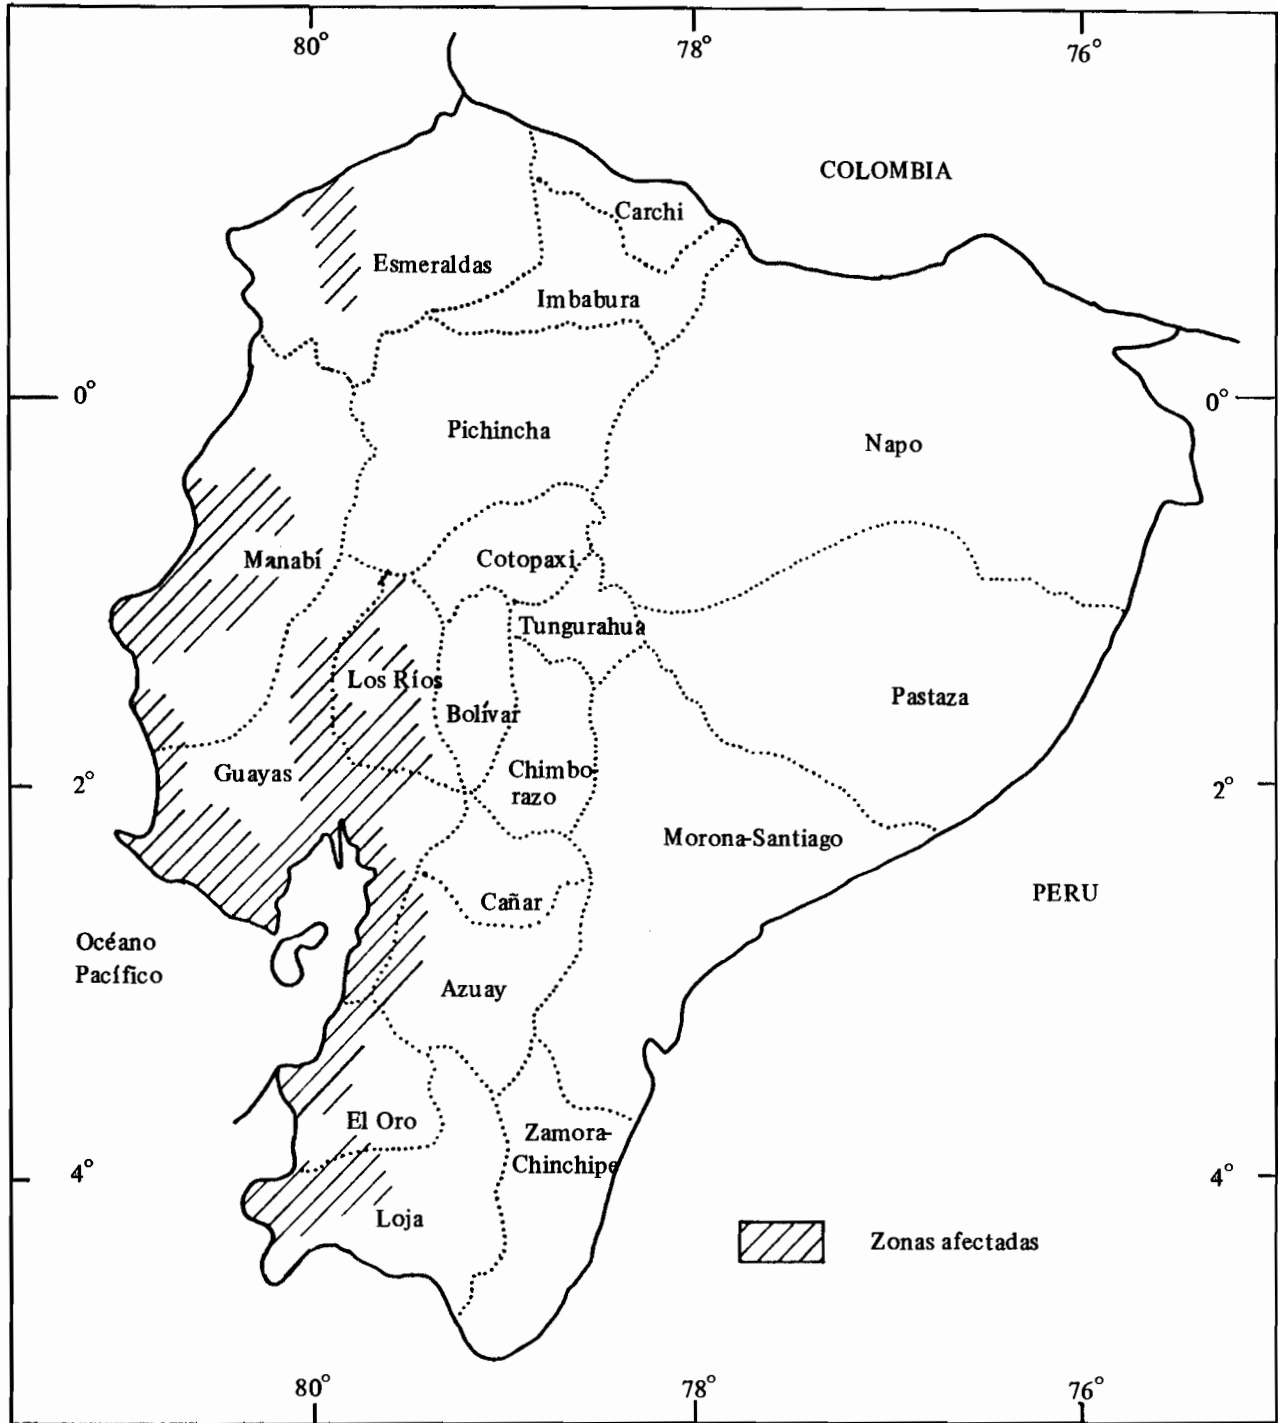 80°
78°
76°
COLOMBIA
Carchi
Esmeraldas
Imbabura
0°
0°
Pichincha
Napo
Manabí
Cotopaxi
Tungurahua
Los Ríos
Pastaza
Bolívar
Guayas
Chimbo-
razo
2°
2°
Morona-Santiago
Cañar
PERU
Océano
Pacífico
Azuay
El Oro
Zamora-
Chinchipe
4°
4°
Loja
Zonas afectadas
80°
78°
76°